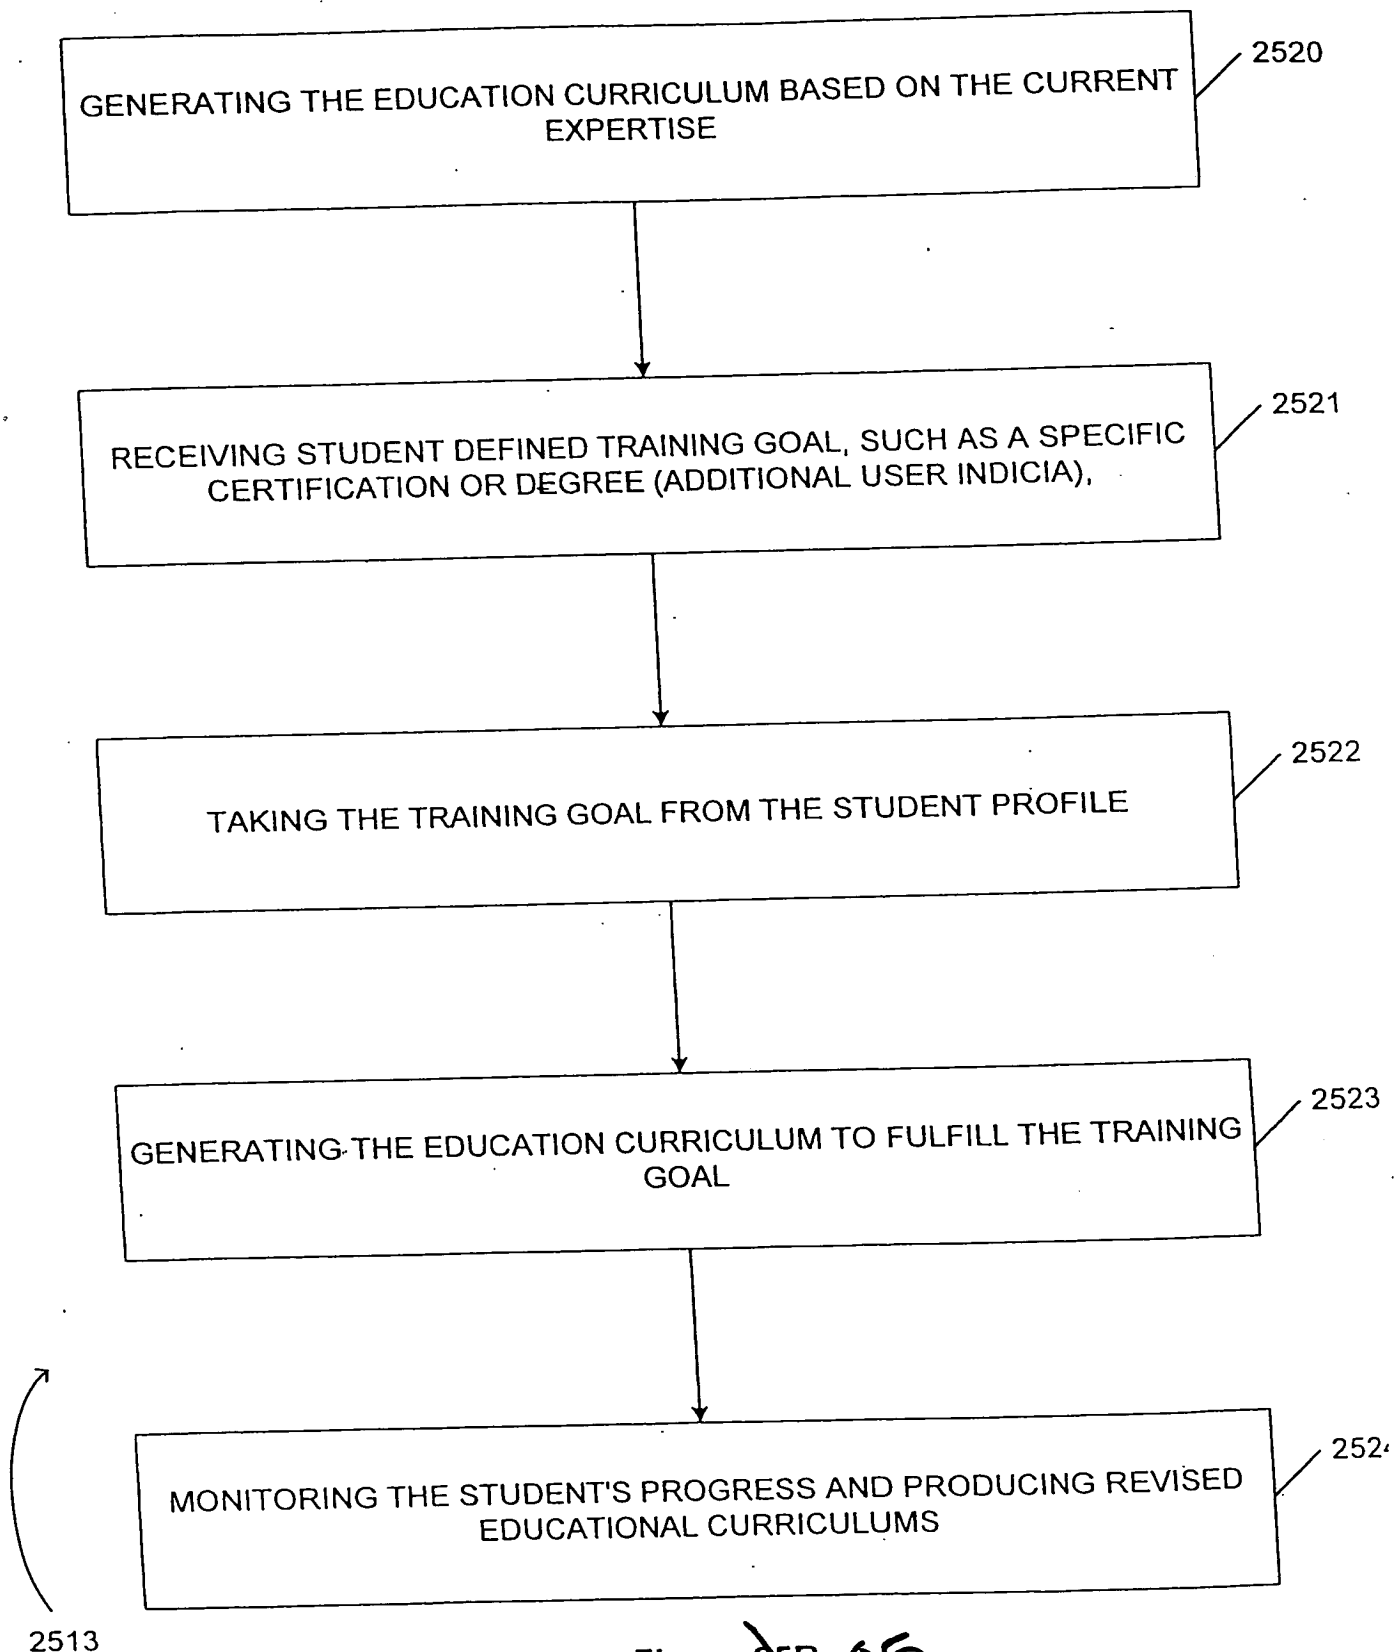 GENERATING THE EDUCATION CURRICULUM BASED ON THE CURRENT
EXPERTISE
2520
RECEIVING STUDENT DEFINED TRAINING GOAL, SUCH AS A SPECIFIC
CERTIFICATION OR DEGREE (ADDITIONAL USER INDICIA),
2521
TAKING THE TRAINING GOAL FROM THE STUDENT PROFILE
2522
GENERATING THE EDUCATION CURRICULUM TO FULFILL THE TRAINING
GOAL
2523
MONITORING THE STUDENT'S PROGRESS AND PRODUCING REVISED
EDUCATIONAL CURRICULUMS
2513